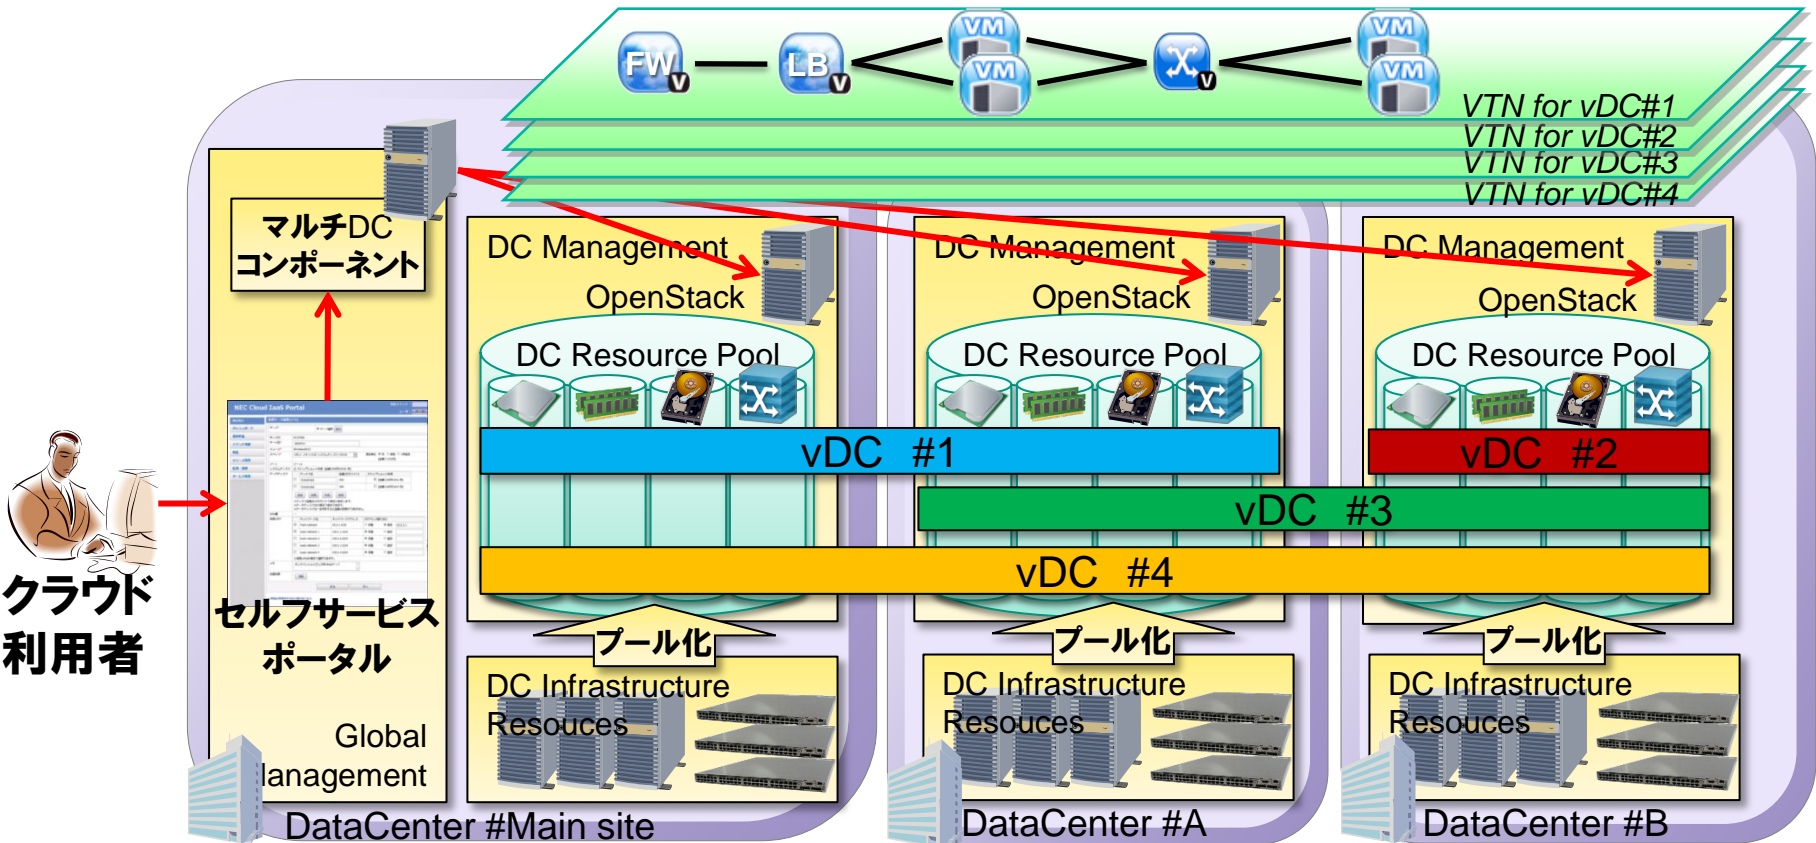 FW V
LB V
VM
VM
V
VM
VM
VTN for vDC#1
VTN for vDC#2
VTN for vDC#3
VTN for vDC#4
マルチDC
コンポーネント
DC Management
OpenStack
DC Resource Pool
DC Management
OpenStack
DC Resource Pool
DC Management
OpenStack
DC Resource Pool
vDC #1
vDC #2
vDC #3
vDC #4
NEC Cloud IaaS Portal
クラウド
利用者
セルフサービス
ポータル
Global
anagement
プール化
プール化
プール化
DC Infrastructure
Resouces
DC Infrastructure
Resouces
DC Infrastructure
Resouces
DataCenter #Main site
DataCenter #A
DataCenter #B